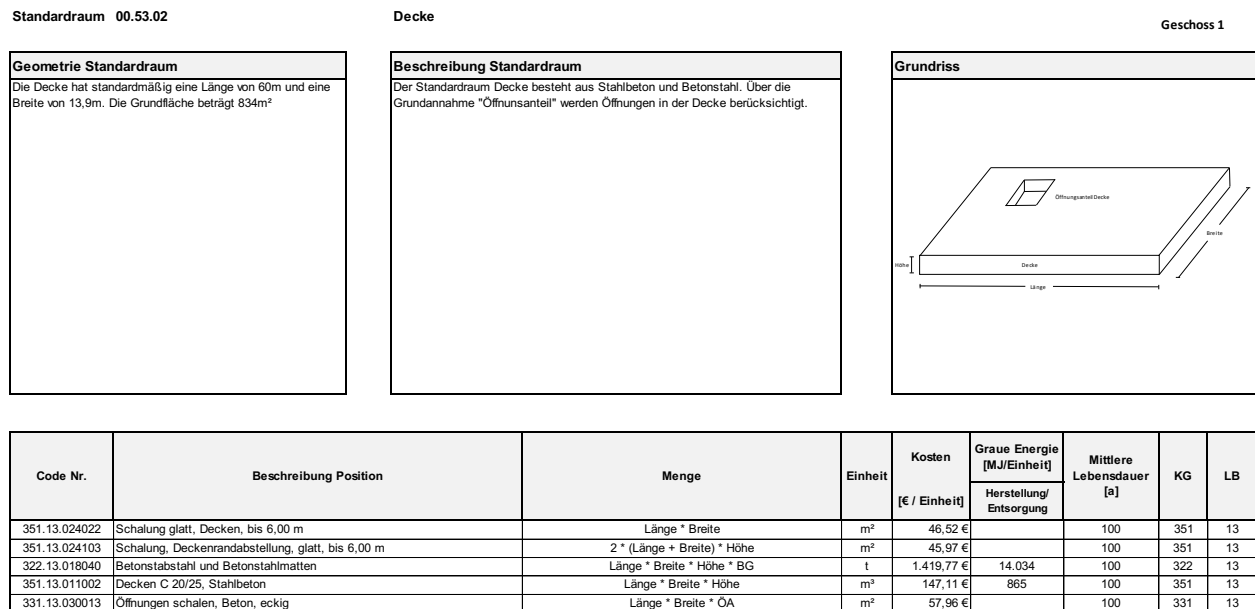 Standardraum 00.53.02
Decke
Geschoss 1
Geometrie Standardraum
Die Decke hat standardmäßig eine Länge von 60m und eine
Breite von 13,9m. Die Grundfläche beträgt 834m²
Beschreibung Standardraum
Der Standardraum Decke besteht aus Stahlbeton und Betonstahl. Über die
Grundannahme "Öffnunsanteil" werden Öffnungen in der Decke berücksichtigt.
Grundriss
Öffnungsanteil Decke
Breite
Höhe
Decke
Länge
Code Nr. Beschreibung Position Menge Einheit Kosten [€ / Einheit] Graue Energie [MJ/Einheit] Herstellung/ Entsorgung Mittlere Lebensdauer [a] KG LB
351.13.024022 Schalung glatt, Decken, bis 6,00 m Länge * Breite m² 46,52 € 100 351 13
351.13.024103 Schalung, Deckenrandabstellung, glatt, bis 6,00 m 2 * (Länge + Breite) * Höhe m² 45,97 € 100 351 13
322.13.018040 Betonstabstahl und Betonstahlmatten Länge * Breite * Höhe * BG t 1.419,77 € 14.034 100 322 13
351.13.011002 Decken C 20/25, Stahlbeton Länge * Breite * Höhe m³ 147,11 € 865 100 351 13
331.13.030013 Öffnungen schalen, Beton, eckig Länge * Breite * ÖA m² 57,96 € 100 331 13